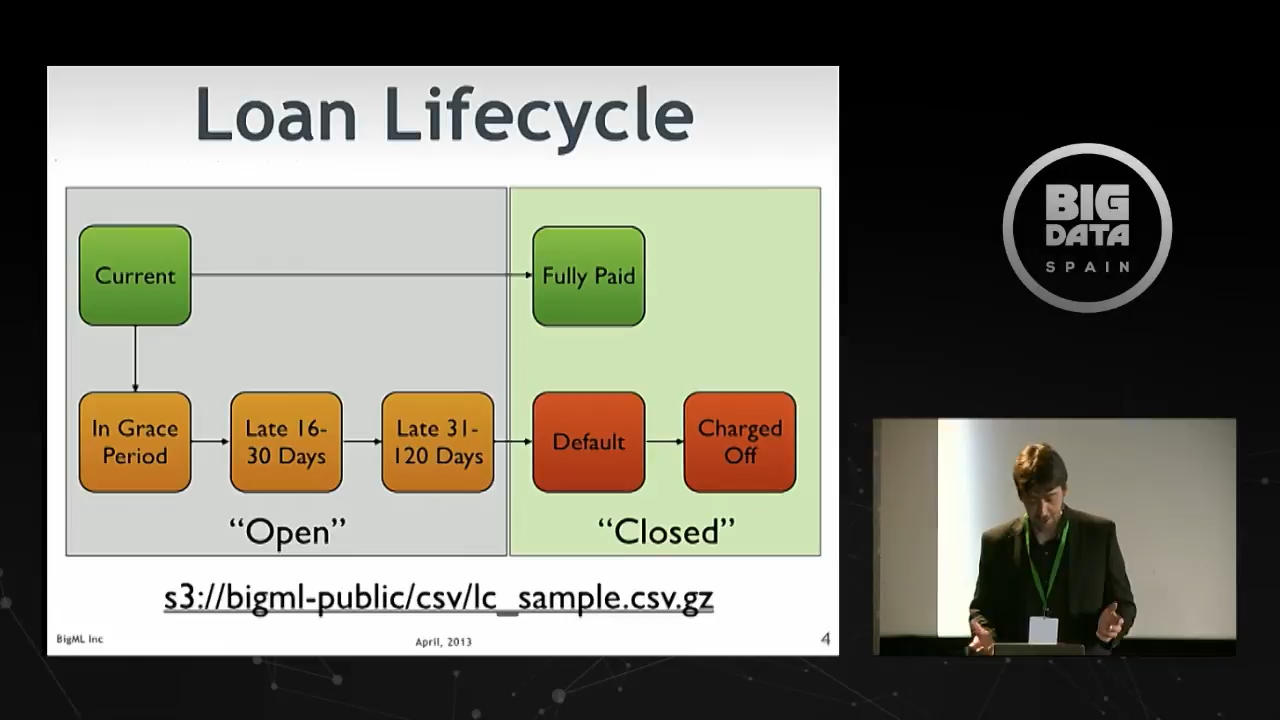 Loan Lifecycle
Current
Fully Paid
In Grace
Period
Late 16-
30 Days
Late 31-
120 Days
Default
Charged
Off
“Open”
“Closed”
s3://bigml-public/csv/lc_sample.csv.gz
BigML Inc
April, 2013
4
BIG
DATA
SPAIN